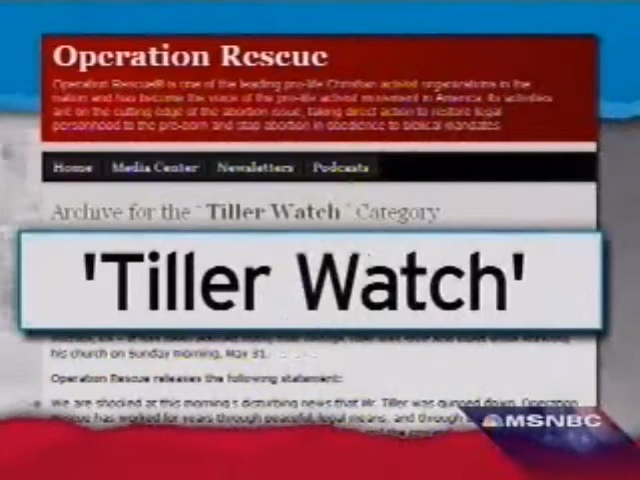 Operation Rescue
Operation Rescue® is one of the leading pro-life Christian activist organizations in the
nation and has become the voice of the pro-life activist movement in America. Its activities
are on the cutting edge of the abortion issue, taking direct action to restore legal
personhood to the pre-born and stop abortion in obedience to biblical mandates.
Home Media Center Newsletters Podcasts
Archive for the 'Tiller Watch' Category
'Tiller Watch'
his church on Sunday morning, May 31.
Operation Rescue releases the following statement:
We are shocked at this morning's disturbing news that Mr. Tiller was gunned down. Operation
Rescue has worked for years through peaceful, legal means, and through
MSNBC